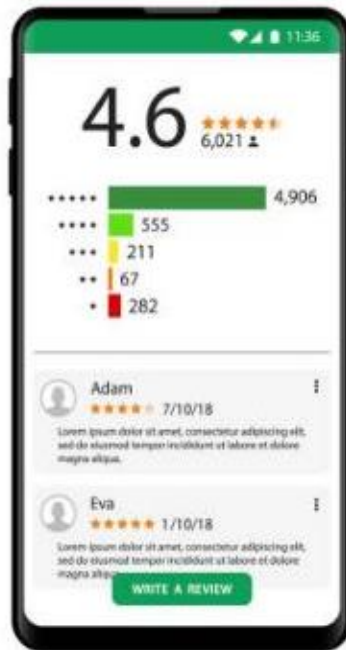 11:36
4.6
6,021
4,906
555
211
67
282
Adam
7/10/18
Lorem ipsum dolor sit amet, consectetur adipiscing elit,
sed do eiusmod tempor incididunt ut labore et dolore
magna aliqua.
Eva
1/10/18
Lorem ipsum dolor sit amet, consectetur adipiscing elit,
sed do eiusmod tempor incididunt ut labore et dolore
magna
WRITE A REVIEW